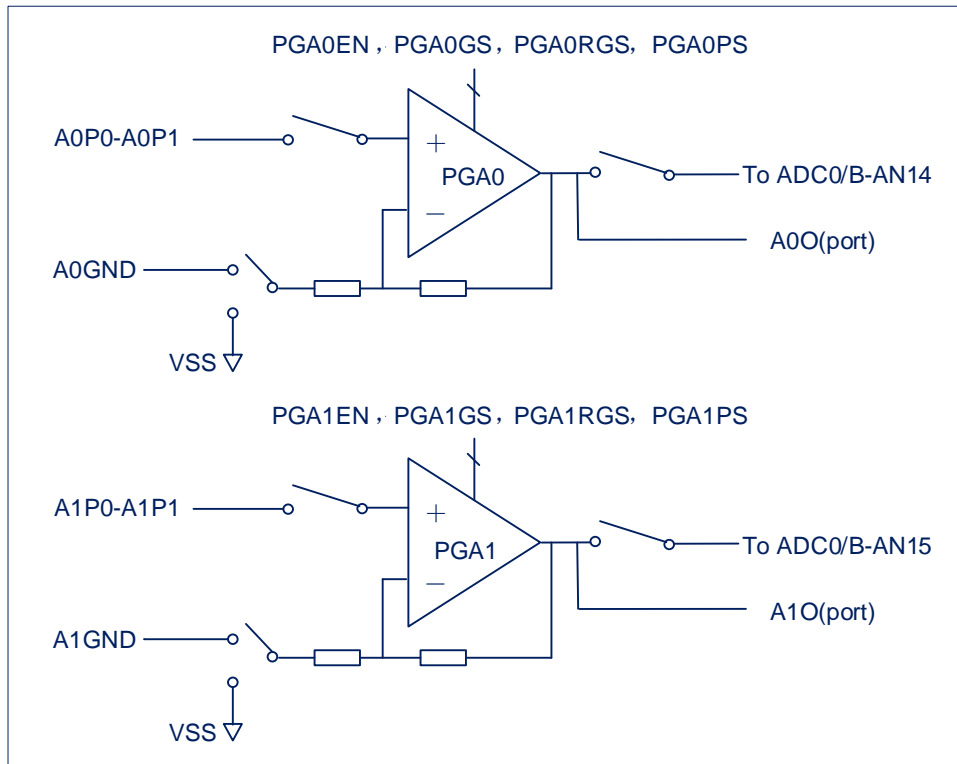 PGA0EN , PGA0GS, PGA0RGS, PGA0PS
A0P0-A0P1
+
PGA0
To ADC0/B-AN14
−
A0O(port)
A0GND
VSS
PGA1EN , PGA1GS, PGA1RGS, PGA1PS
A1P0-A1P1
+
PGA1
To ADC0/B-AN15
−
A1O(port)
A1GND
VSS